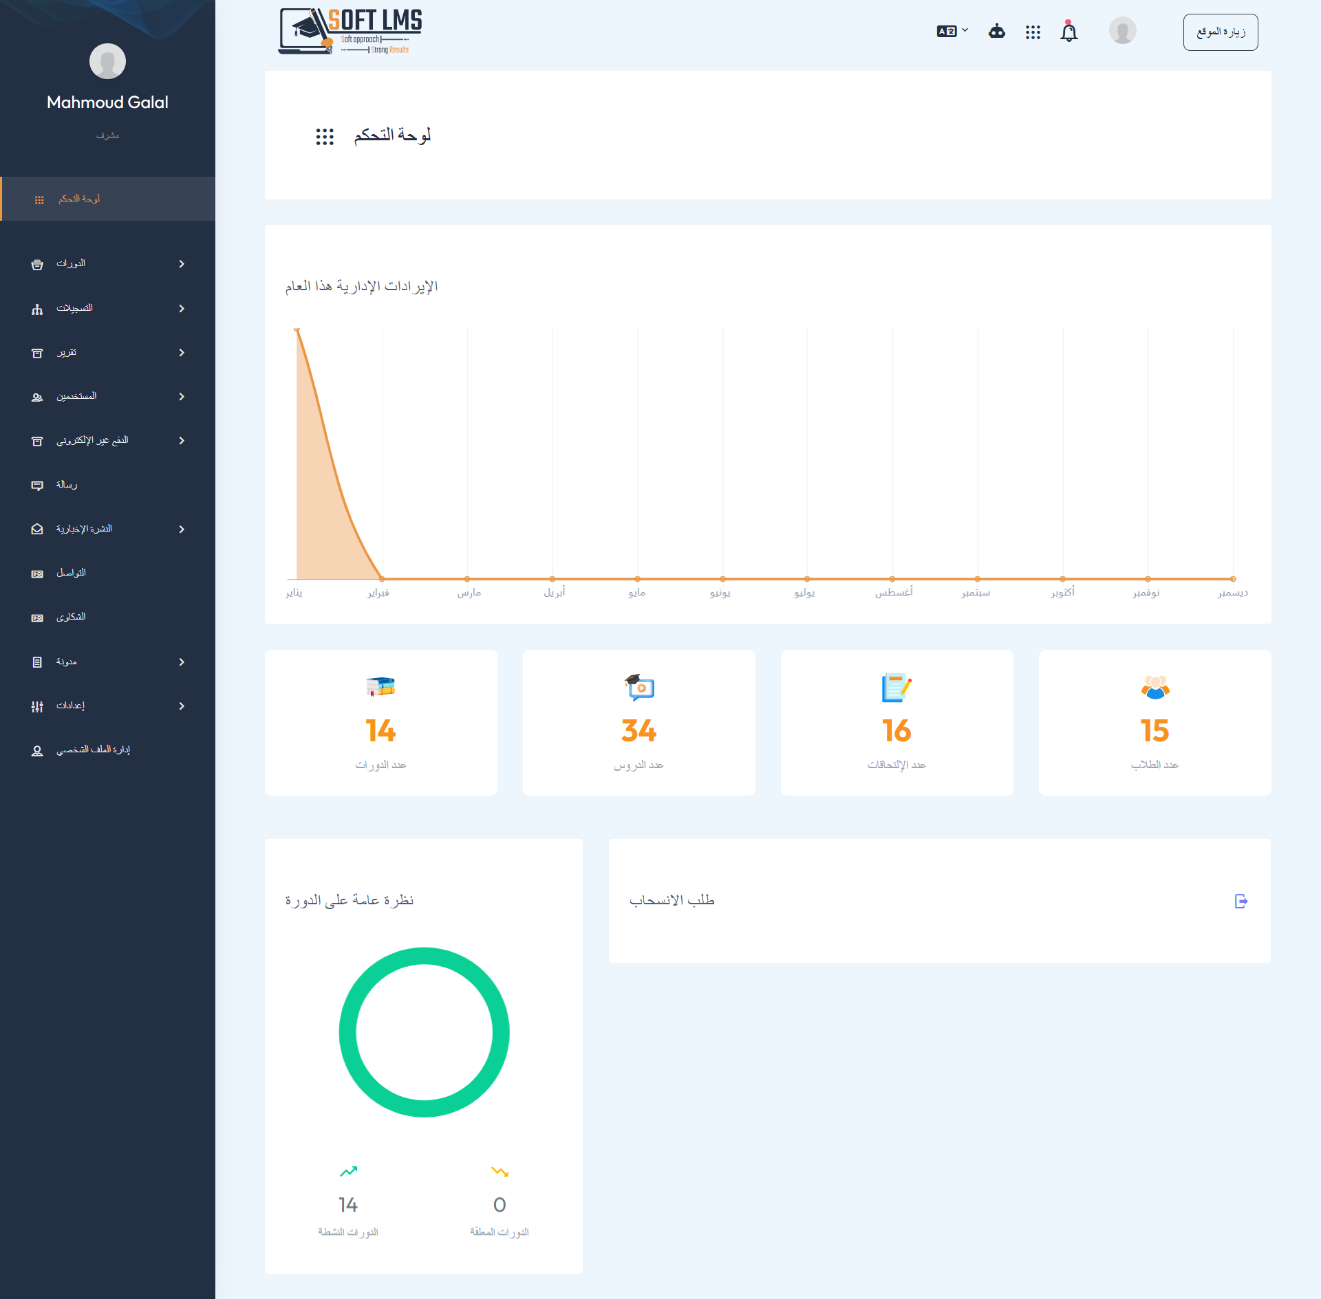 Mahmoud Galal
مشرف
لوحة التحكم
الدورات
التسجيلات
تقرير
المستخدمين
الدفع غير الإلكتروني
رسالة
النشرة الإخبارية
التواصل
الشكاوى
مدونة
إعدادات
إدارة الملف الشخصي
SOFT LMS
Soft approach
Strong Results
زيارة الموقع
لوحة التحكم
الإيرادات الإدارية هذا العام
يناير
فبراير
مارس
أبريل
مايو
يونيو
يوليو
أغسطس
سبتمبر
أكتوبر
نوفمبر
ديسمبر
14
عدد الدورات
34
عدد الدروس
16
عدد الإلتحاقات
15
عدد الطلاب
نظرة عامة على الدورة
14
الدورات النشطة
0
الدورات المعلقة
طلب الانسحاب